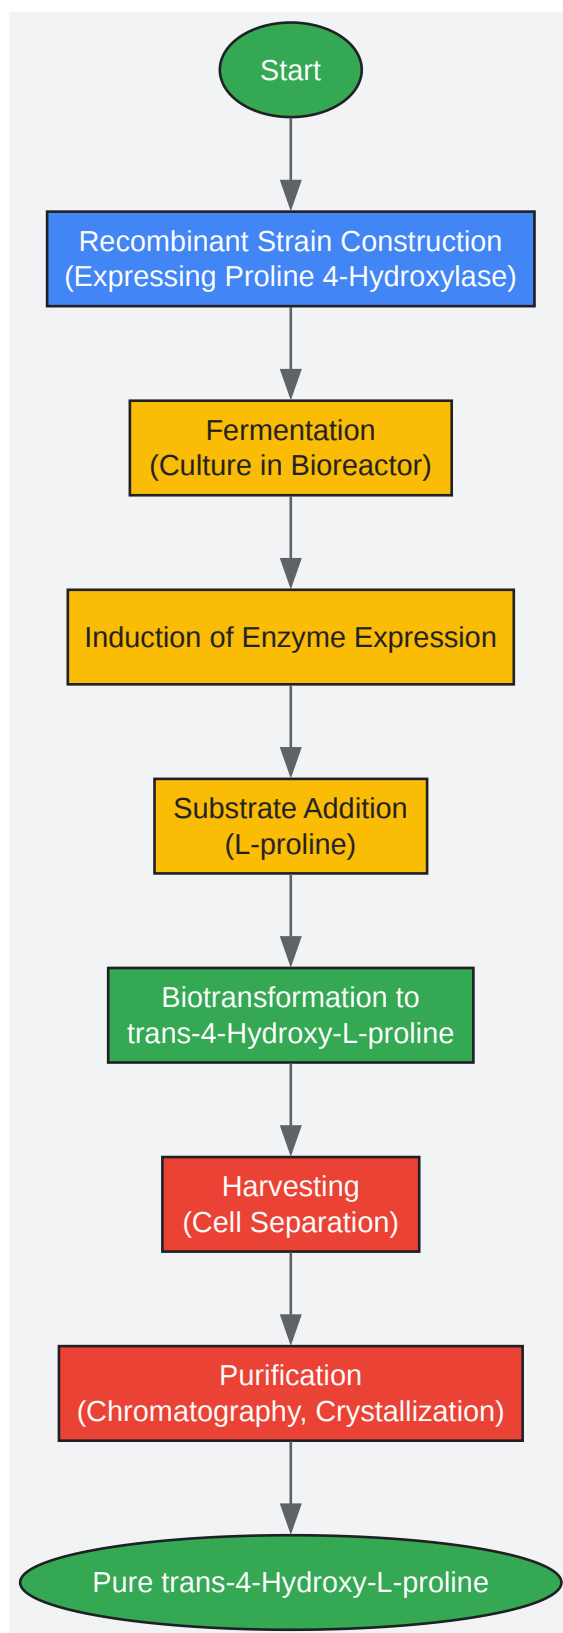 Start
Recombinant Strain Construction
(Expressing Proline 4-Hydroxylase)
Fermentation
(Culture in Bioreactor)
Induction of Enzyme Expression
Substrate Addition
(L-proline)
Biotransformation to
trans-4-Hydroxy-L-proline
Harvesting
(Cell Separation)
Purification
(Chromatography, Crystallization)
Pure trans-4-Hydroxy-L-proline